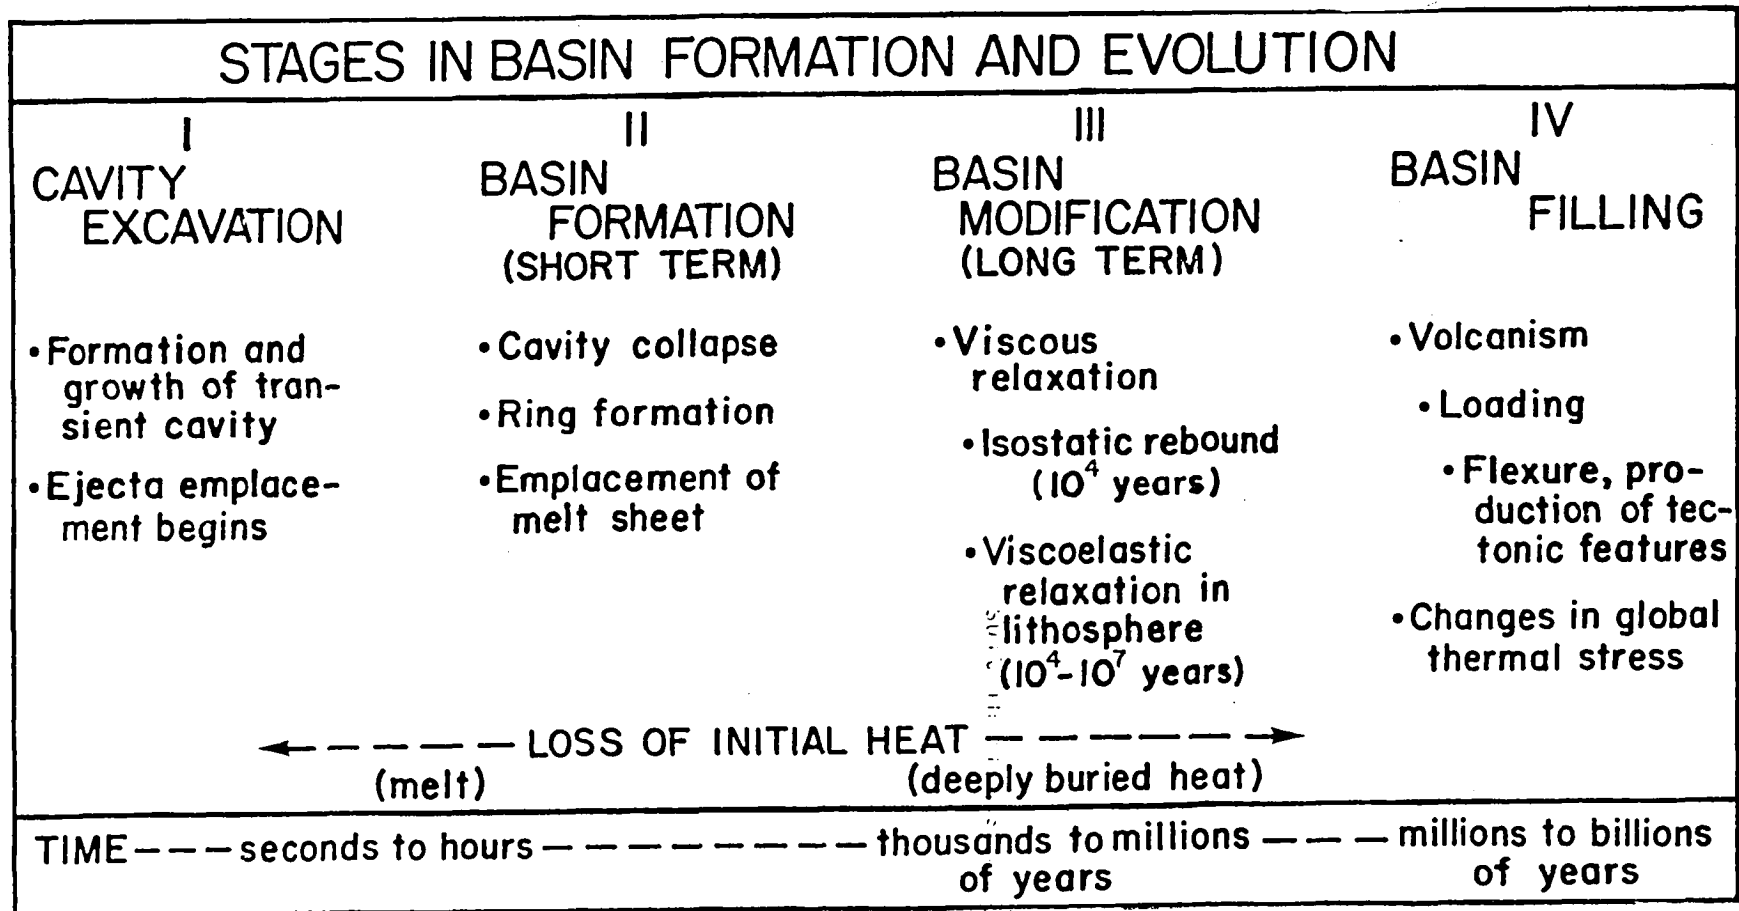 STAGES IN BASIN FORMATION AND EVOLUTION
I
CAVITY
EXCAVATION
•Formation and
growth of tran-
sient cavity
•Ejecta emplace-
ment begins
II
BASIN
FORMATION
(SHORT TERM)
•Cavity collapse
•Ring formation
•Emplacement of
melt sheet
III
BASIN
MODIFICATION
(LONG TERM)
•Viscous
relaxation
•Isostatic rebound
(10⁴ years)
•Viscoelastic
relaxation in
lithosphere
(10⁴-10⁷ years)
IV
BASIN
FILLING
•Volcanism
•Loading
•Flexure, pro-
duction of tec-
tonic features
•Changes in global
thermal stress
LOSS OF INITIAL HEAT
(melt) (deeply buried heat)
TIME---seconds to hours--------thousands to millions---millions to billions
of years of years